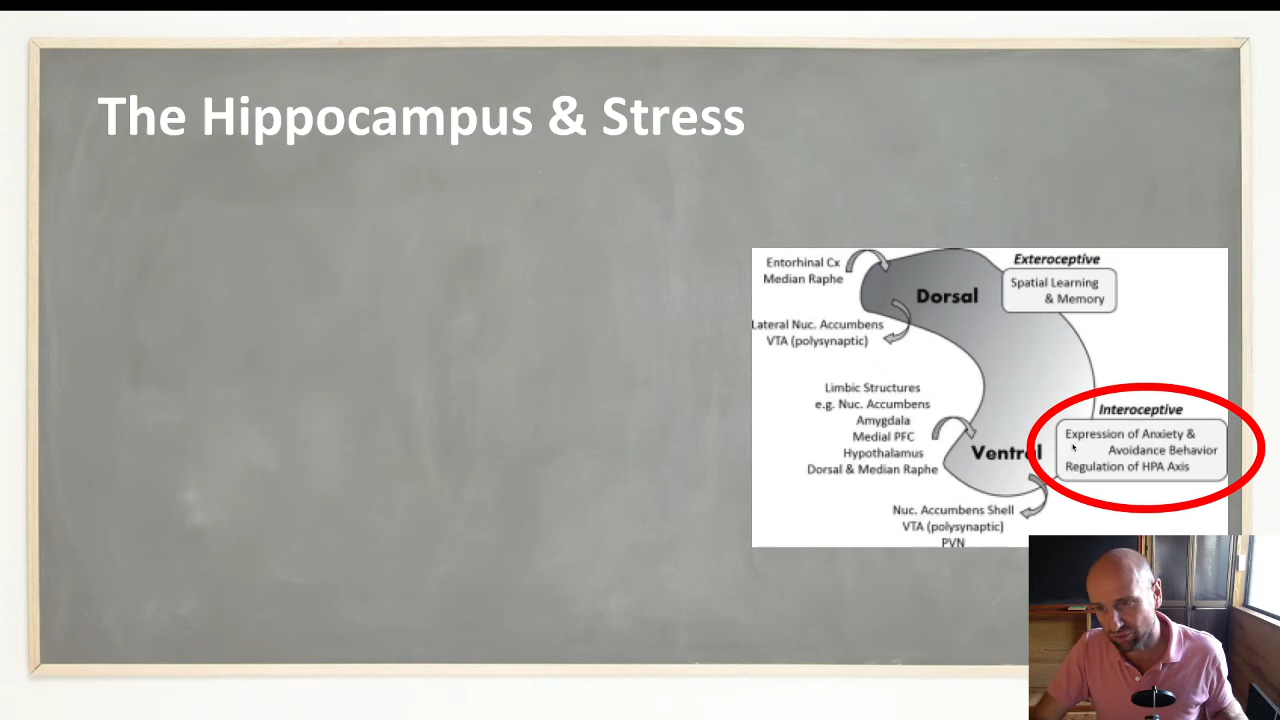 The Hippocampus & Stress
Entorhinal Cx
Median Raphe
Dorsal
Exteroceptive
Spatial Learning
& Memory
Lateral Nuc. Accumbens
VTA (polysynaptic)
Limbic Structures
e.g. Nuc. Accumbens
Amygdala
Medial PFC
Hypothalamus
Dorsal & Median Raphe
Ventral
Interoceptive
Expression of Anxiety &
Avoidance Behavior
Regulation of HPA Axis
Nuc. Accumbens Shell
VTA (polysynaptic)
PVN